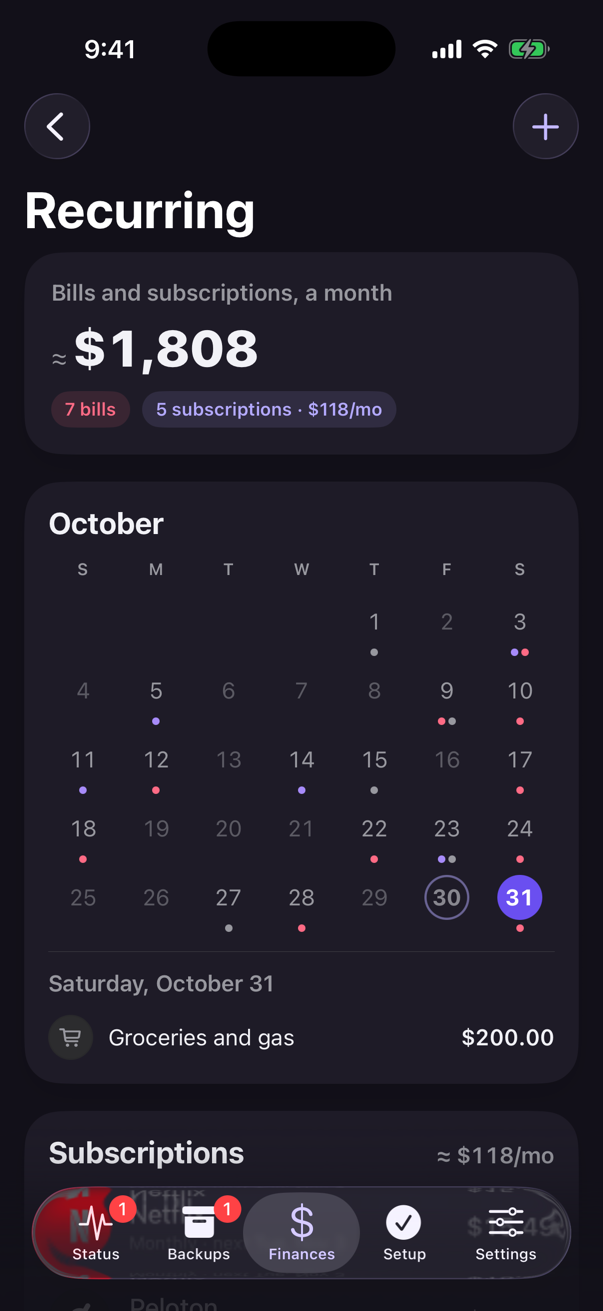 9:41
Recurring
Bills and subscriptions, a month
≈ $1,808
7 bills
5 subscriptions · $118/mo
October
S M T W T F S
1 2 3
4 5 6 7 8 9 10
11 12 13 14 15 16 17
18 19 20 21 22 23 24
25 26 27 28 29 30 31
Saturday, October 31
Groceries and gas $200.00
Subscriptions ≈ $118/mo
Netflix
1 1
Status Backups Finances Setup Settings
Peloton